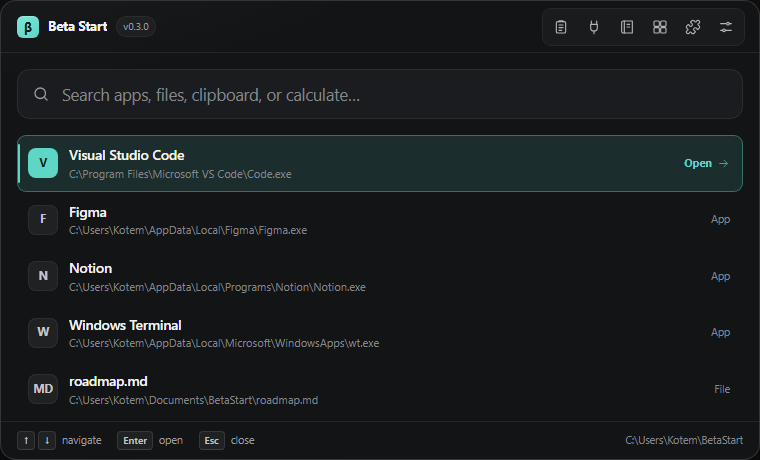 β Beta Start v0.3.0
Search apps, files, clipboard, or calculate...
V Visual Studio Code
C:\Program Files\Microsoft VS Code\Code.exe
Open →
F Figma
C:\Users\Kotem\AppData\Local\Figma\Figma.exe
App
N Notion
C:\Users\Kotem\AppData\Local\Programs\Notion\Notion.exe
App
W Windows Terminal
C:\Users\Kotem\AppData\Local\Microsoft\WindowsApps\wt.exe
App
MD roadmap.md
C:\Users\Kotem\Documents\BetaStart\roadmap.md
File
↑ ↓ navigate Enter open Esc close C:\Users\Kotem\BetaStart